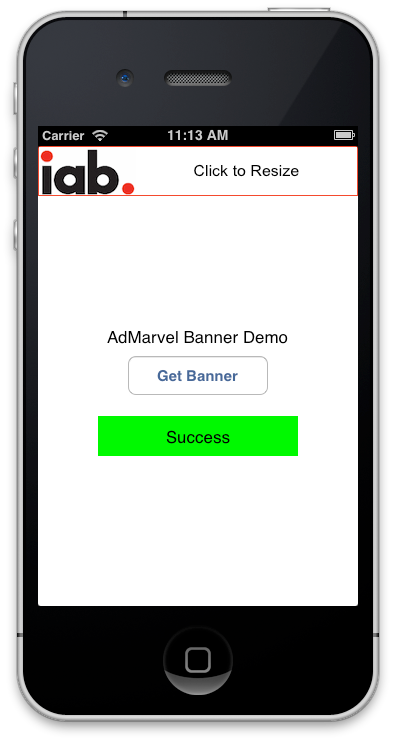 Carrier 11:13 AM
iab. Click to Resize
AdMarvel Banner Demo
Get Banner
Success